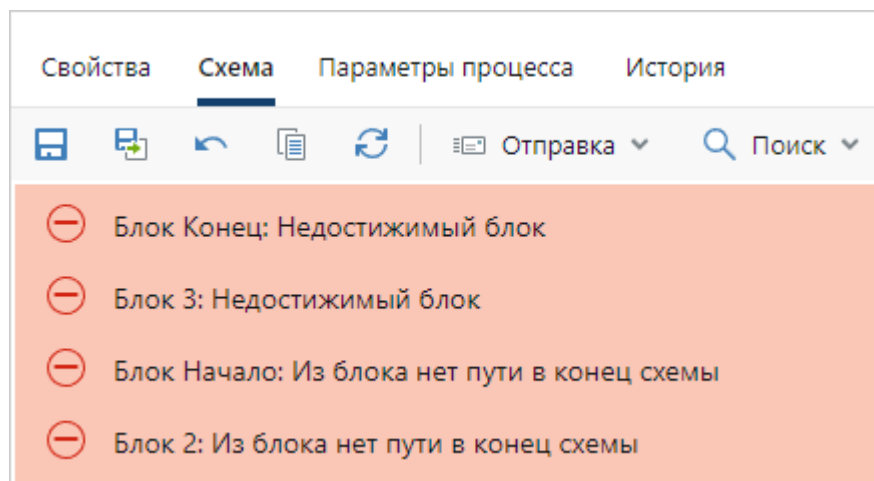 Свойства Схема Параметры процесса История
Отправка Поиск
Блок Конец: Недостижимый блок
Блок 3: Недостижимый блок
Блок Начало: Из блока нет пути в конец схемы
Блок 2: Из блока нет пути в конец схемы